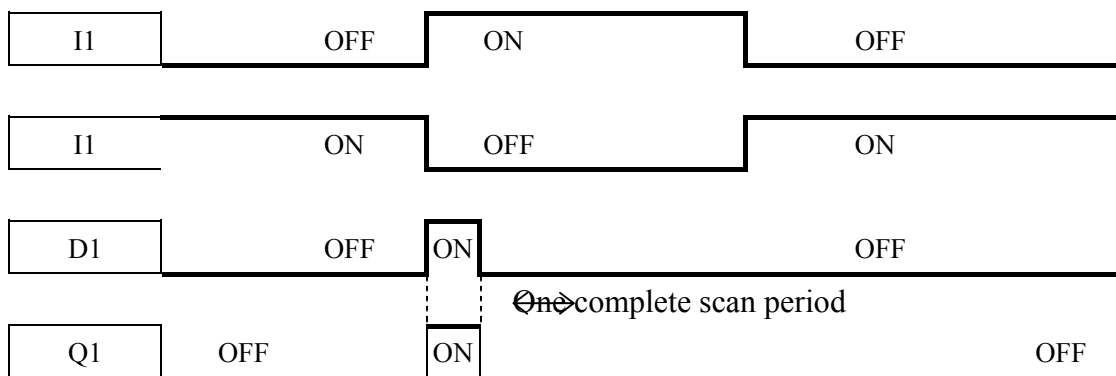 I1 OFF ON OFF
I1 ON OFF ON
D1 OFF ON OFF
One complete scan period
Q1 OFF ON OFF